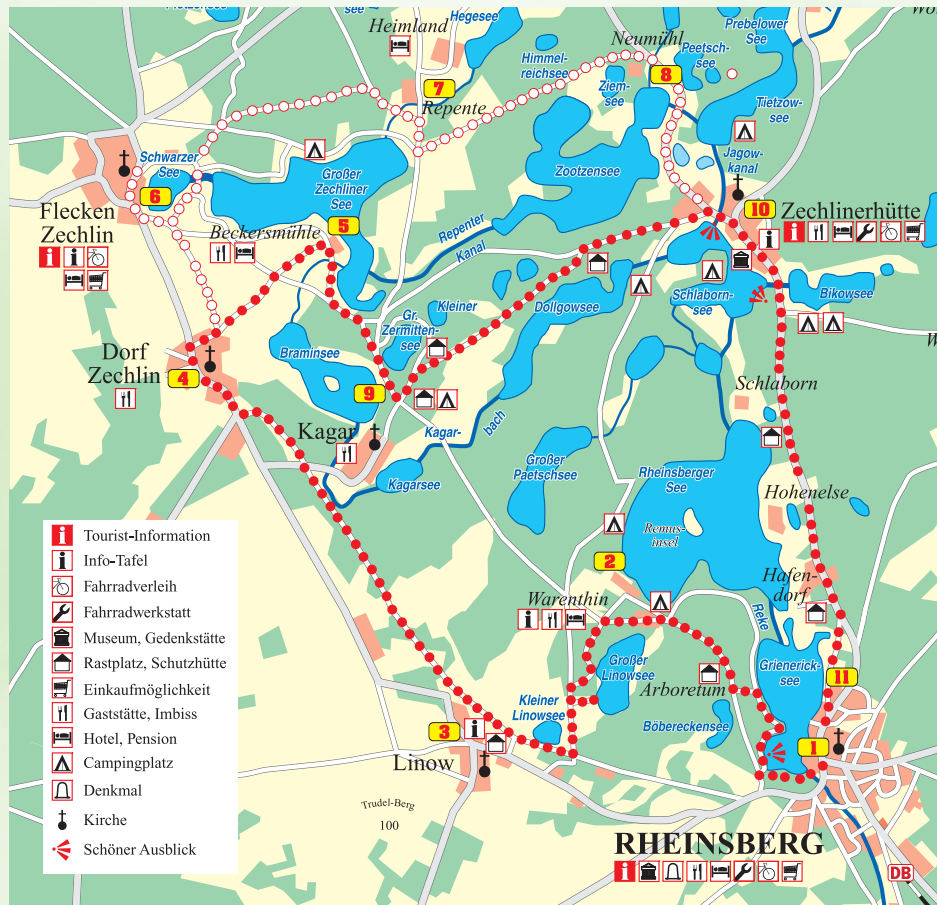 see
Hegesee
Prebelower
See
Heimland
Neumühl
Himmel-
reichsee
Peetsch-
see
8
7
Repente
Ziem-
see
Tietzow-
see
Schwarzer
See
Großer
Zechliner
See
Zootzensee
Jagow-
kanal
6
Flecken
Zechlin
5
Beckersmühle
Repenter
Kanal
10
Zechlinerhütte
Kleiner
Gr.
Zermitten-
see
Dollgowsee
Schlaborn-
see
Bikowsee
Braminsee
Dorf
Zechlin
4
9
Schlaborn
Kagar
Kagar-
bach
Kagarsee
Großer
Paetschsee
Rheinsberger
See
Hohenelse
Remus-
insel
2
Hafen-
dorf
Warenthin
Reke
Großer
Linowsee
Grienerick-
see
11
Arboretum
Kleiner
Linowsee
Böbereckensee
3
1
Linow
Trudel-Berg
100
RHEINSBERG
DB
Tourist-Information
Info-Tafel
Fahrradverleih
Fahrradwerkstatt
Museum, Gedenkstätte
Rastplatz, Schutzhütte
Einkaufmöglichkeit
Gaststätte, Imbiss
Hotel, Pension
Campingplatz
Denkmal
Kirche
Schöner Ausblick